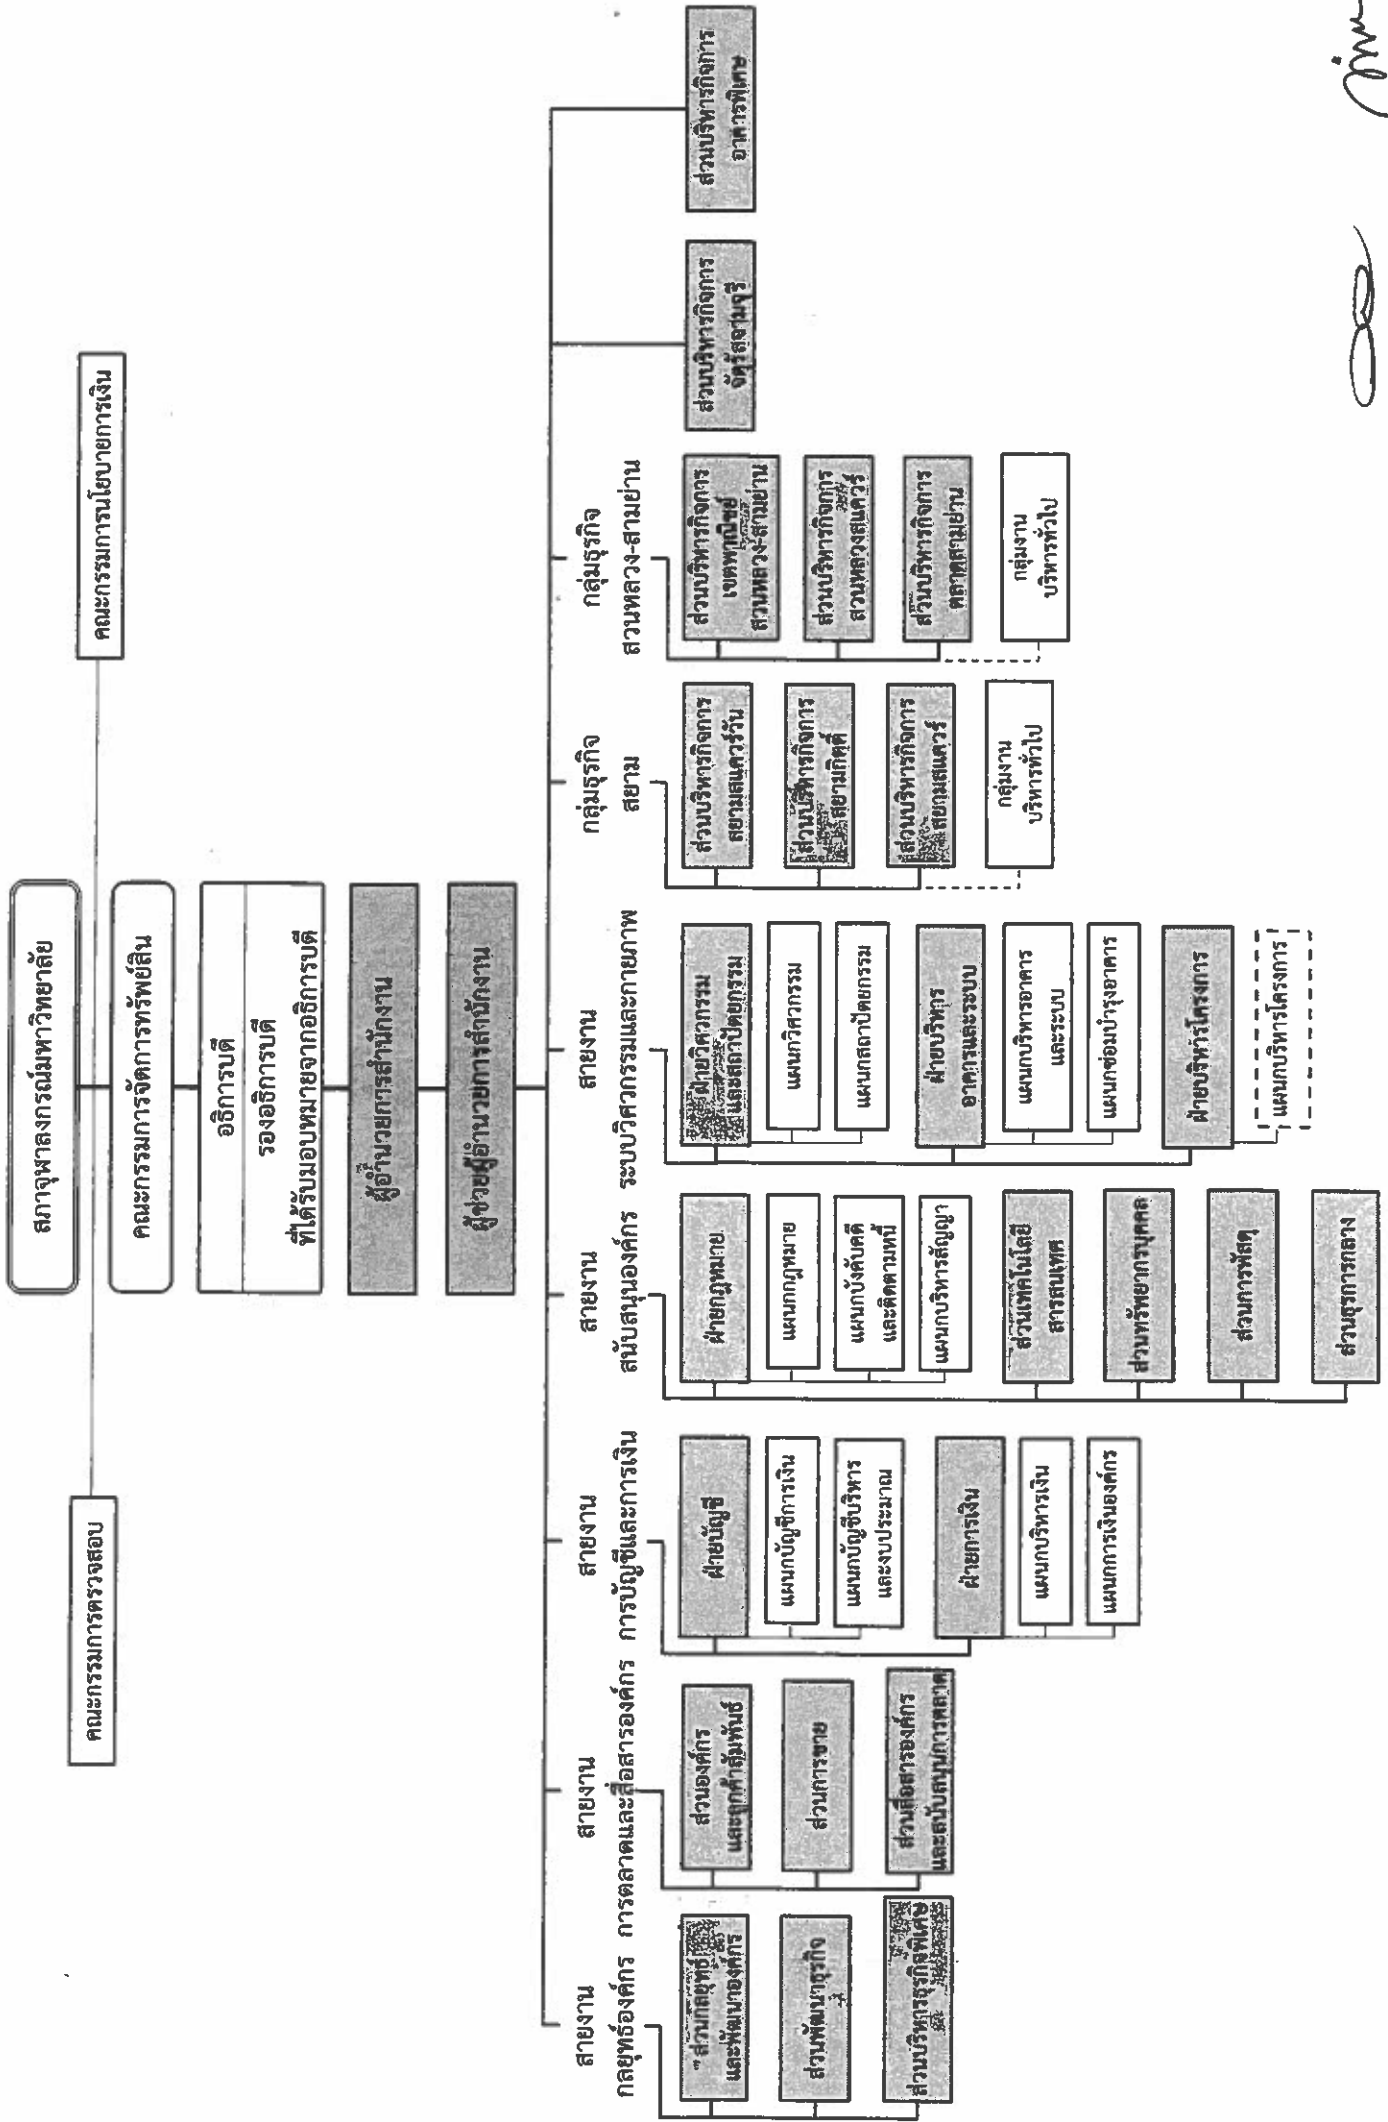 สภาจุฬาลงกรณ์มหาวิทยาลัย
คณะกรรมการตรวจสอบ
คณะกรรมการนโยบายการเงิน
คณะกรรมการจัดการทรัพย์สิน
อธิการบดี
รองอธิการบดี
ที่ได้รับมอบหมายจากอธิการบดี
ผู้อำนวยการสำนักงาน
ผู้ช่วยผู้อำนวยการสำนักงาน
สายงาน
กลยุทธ์องค์กร
ส่วนกลยุทธ์
และพัฒนาองค์กร
ส่วนพัฒนาธุรกิจ
ส่วนบริหารธุรกิจพิเศษ
สายงาน
การตลาดและสื่อสารองค์กร
ส่วนองค์กร
และลูกค้าสัมพันธ์
ส่วนการขาย
ส่วนสื่อสารองค์กร
และสนับสนุนการตลาด
สายงาน
การบัญชีและการเงิน
ฝ่ายบัญชี
แผนกบัญชีการเงิน
แผนกบัญชีบริหาร
และงบประมาณ
ฝ่ายการเงิน
แผนกบริหารเงิน
แผนกการเงินองค์กร
สายงาน
สนับสนุนองค์กร
ฝ่ายกฎหมาย
แผนกกฎหมาย
แผนกบังคับคดี
และติดตามหนี้
แผนกบริหารสัญญา
ส่วนเทคโนโลยี
สารสนเทศ
ส่วนทรัพยากรบุคคล
ส่วนการพัสดุ
ส่วนธุรการกลาง
สายงาน
ระบบวิศวกรรมและกายภาพ
ฝ่ายวิศวกรรม
และสถาปัตยกรรม
แผนกวิศวกรรม
แผนกสถาปัตยกรรม
ฝ่ายบริหาร
อาคารและระบบ
แผนกบริหารอาคาร
และระบบ
แผนกซ่อมบำรุงอาคาร
ฝ่ายบริหารโครงการ
แผนกบริหารโครงการ
กลุ่มธุรกิจ
สยาม
ส่วนบริหารกิจการ
สยามสแควร์วัน
ส่วนบริหารกิจการ
สยามกิตติ์
ส่วนบริหารกิจการ
สยามสแควร์
กลุ่มงาน
บริหารทั่วไป
กลุ่มธุรกิจ
สวนหลวง-สามย่าน
ส่วนบริหารกิจการ
เขตพาณิชย์
สวนหลวง-สามย่าน
ส่วนบริหารกิจการ
สวนหลวงสแควร์
ส่วนบริหารกิจการ
ตลาดสามย่าน
กลุ่มงาน
บริหารทั่วไป
ส่วนบริหารกิจการ
จัตุรัสจามจุรี
ส่วนบริหารกิจการ
อาคารพิเศษ